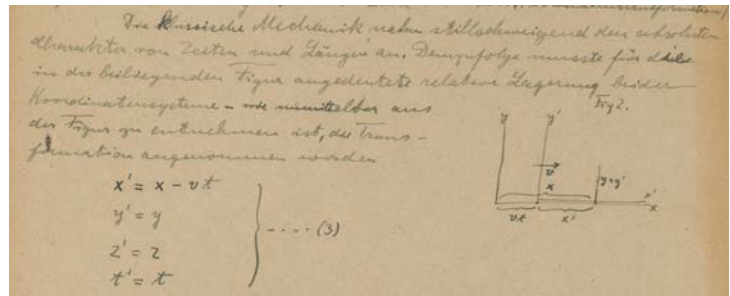 Die klassische Mechanik nahm stillschweigend den absoluten
Charakter von Zeiten und Längen an. Demzufolge musste für die
in der beiliegenden Figur angedeutete relative Lagerung beider
Koordinatensysteme - wie unmittelbar aus
der Figur zu entnehmen ist, die Trans-
formation angenommen werden
x' = x - vt
y' = y
z' = z
t' = t
.... (3)
Fig 2.
y y'
v
x
y=y'
vt x'
x'
x